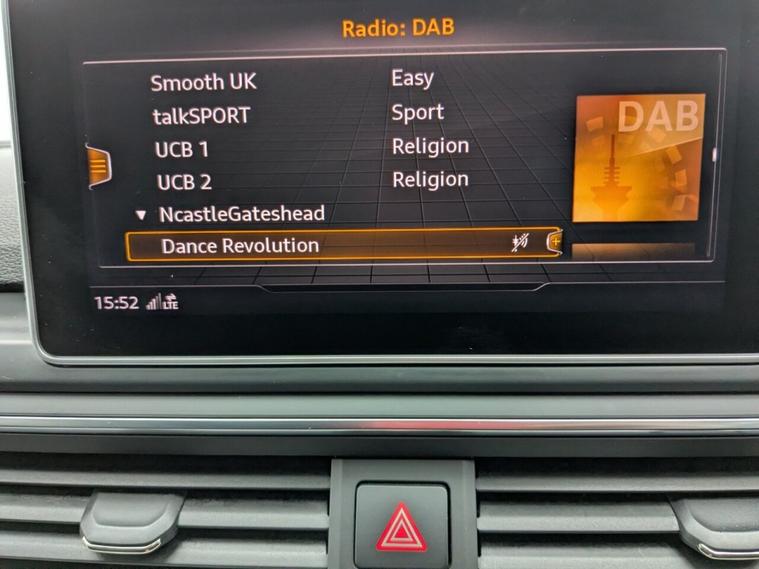 Radio: DAB
Smooth UK Easy
talkSPORT Sport
UCB 1 Religion
UCB 2 Religion
NcastleGateshead
Dance Revolution
DAB
15:52 LTE